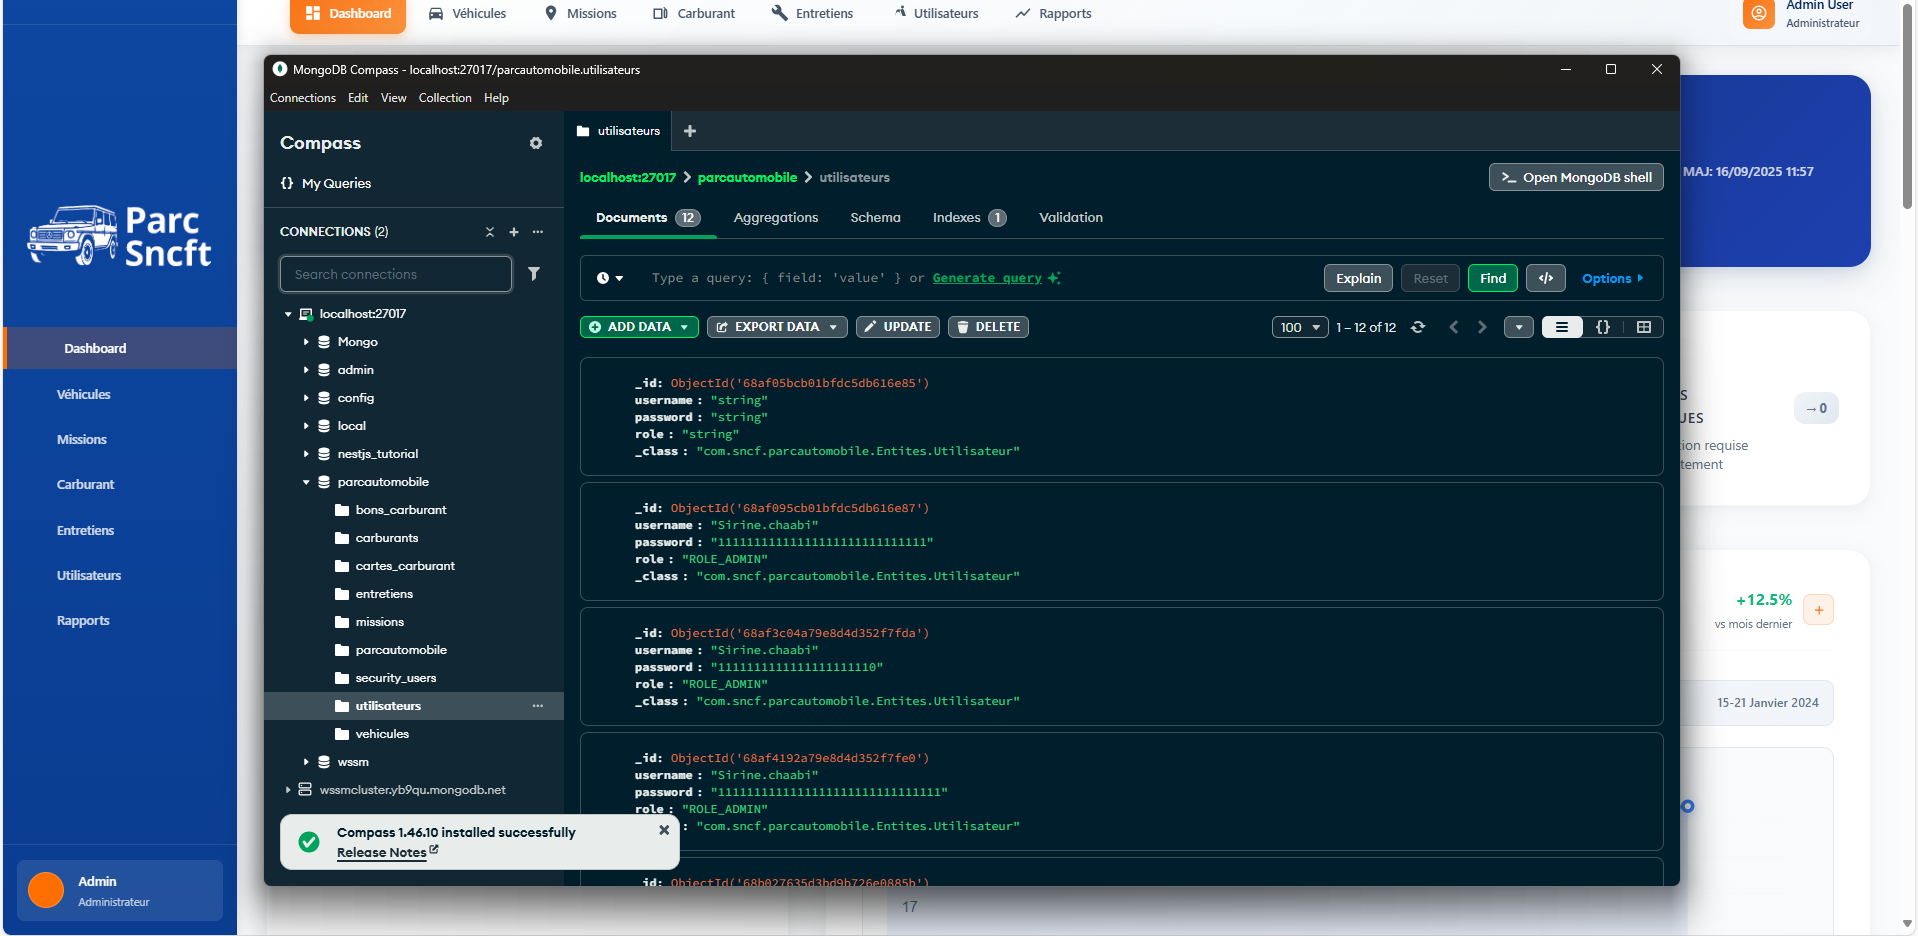 Dashboard
Véhicules
Missions
Carburant
Entretiens
Utilisateurs
Rapports
Admin User
Administrateur
Parc
Sncft
Dashboard
Véhicules
Missions
Carburant
Entretiens
Utilisateurs
Rapports
Admin
Administrateur
MongoDB Compass - localhost:27017/parcautomobile.utilisateurs
Connections Edit View Collection Help
Compass
{} My Queries
CONNECTIONS (2)
Search connections
localhost:27017
Mongo
admin
config
local
nestjs_tutorial
parcautomobile
bons_carburant
carburants
cartes_carburant
entretiens
missions
parcautomobile
security_users
utilisateurs
vehicules
wssm
wssmcluster.yb9qu.mongodb.net
Compass 1.46.10 installed successfully
Release Notes
utilisateurs
localhost:27017 > parcautomobile > utilisateurs
>_ Open MongoDB shell
Documents 12 Aggregations Schema Indexes 1 Validation
Type a query: { field: 'value' } or Generate query
Explain Reset Find </> Options
ADD DATA EXPORT DATA UPDATE DELETE
100 1 – 12 of 12
{}
_id: ObjectId('68af05bcb01bfdc5db616e85')
username : "string"
password : "string"
role : "string"
_class : "com.sncf.parcautomobile.Entites.Utilisateur"
_id: ObjectId('68af095cb01bfdc5db616e87')
username : "Sirine.chaabi"
password : "11111111111111111111111111111"
role : "ROLE_ADMIN"
_class : "com.sncf.parcautomobile.Entites.Utilisateur"
_id: ObjectId('68af3c04a79e8d4d352f7fda')
username : "Sirine.chaabi"
password : "1111111111111111111110"
role : "ROLE_ADMIN"
_class : "com.sncf.parcautomobile.Entites.Utilisateur"
_id: ObjectId('68af4192a79e8d4d352f7fe0')
username : "Sirine.chaabi"
password : "1111111111111111111111111111111"
role : "ROLE_ADMIN"
: "com.sncf.parcautomobile.Entites.Utilisateur"
_id: ObjectId('68b027635d3bd9b726e0885b')
MAJ: 16/09/2025 11:57
S
UES
→0
ion requise
tement
+12.5%
+
vs mois dernier
15-21 Janvier 2024
17